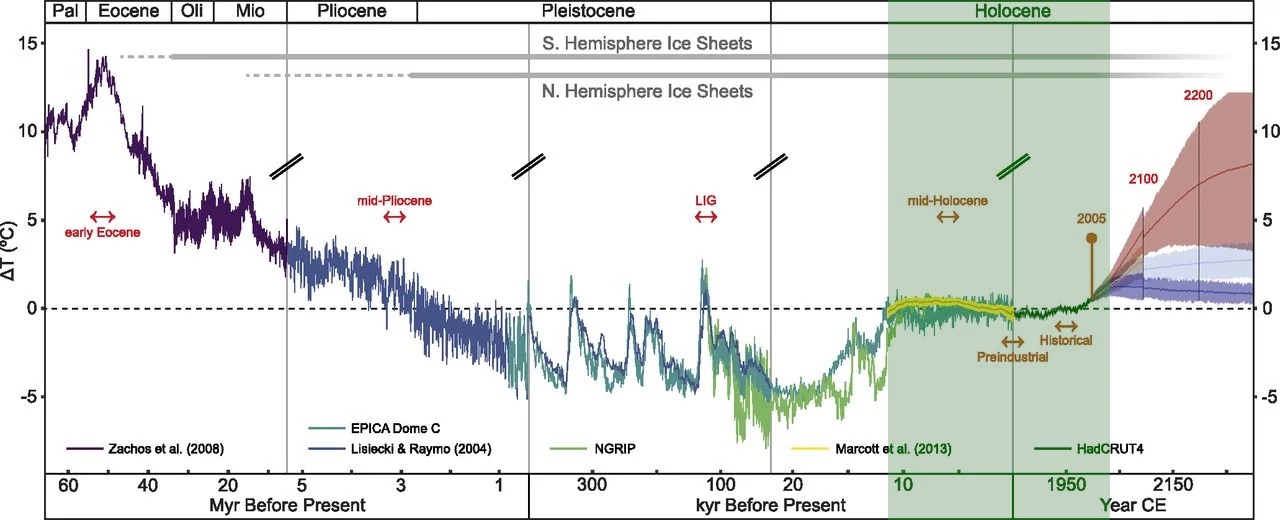 Pal Eocene Oli Mio Pliocene Pleistocene Holocene
15 S. Hemisphere Ice Sheets 15
N. Hemisphere Ice Sheets
2200
10 10
2100
mid-Pliocene LIG mid-Holocene
5 2005 5
early Eocene
ΔT (ºC)
0 0
Historical
Preindustrial
-5 -5
EPICA Dome C
Zachos et al. (2008) Lisiecki & Raymo (2004) NGRIP Marcott et al. (2013) HadCRUT4
60 40 20 5 3 1 300 100 20 10 1950 2150
Myr Before Present kyr Before Present Year CE